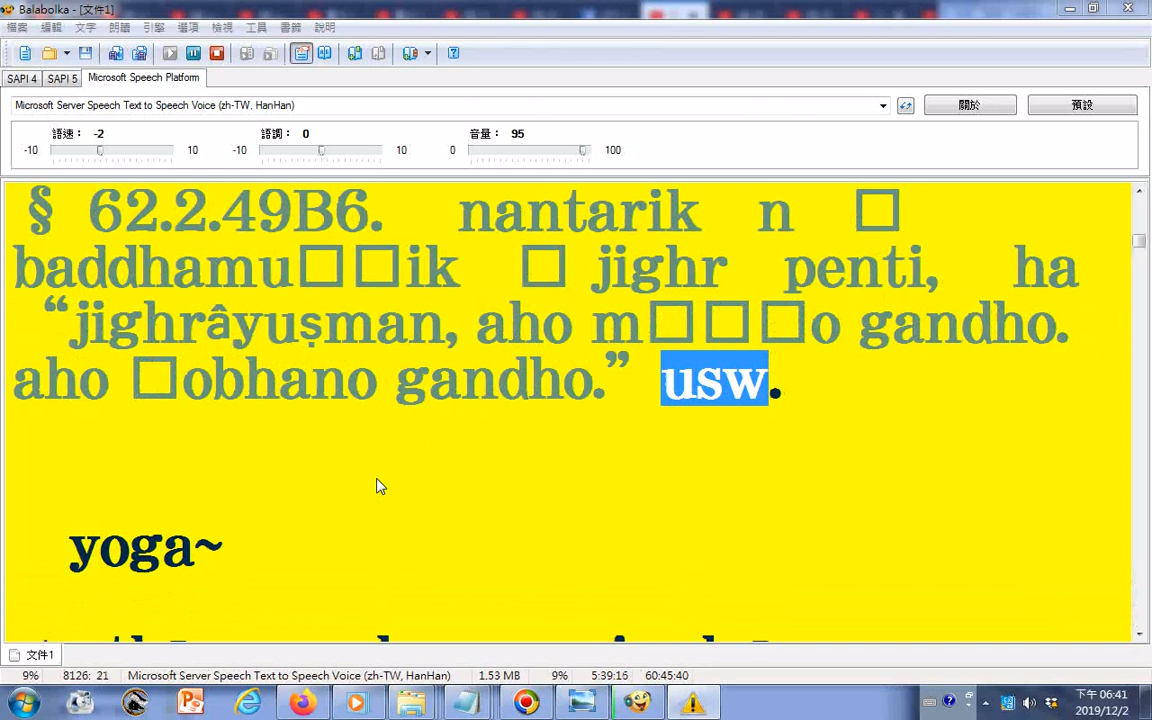 Balabolka - [文件1]
檔案 編輯 文字 朗讀 引擎 選項 檢視 工具 書籤 說明
SAPI 4 SAPI 5 Microsoft Speech Platform
Microsoft Server Speech Text to Speech Voice (zh-TW, HanHan) 關於 預設
語速： -2 語調： 0 音量： 95
-10 10 -10 10 0 100
§ 62.2.49B6. nantarik n □
baddhamu□□ik □ jighr penti, ha
“jighrâyuṣman, aho m□□□o gandho.
aho □obhano gandho.” usw.
yoga~
文件1
9% 8126: 21 Microsoft Server Speech Text to Speech Voice (zh-TW, HanHan) 1.53 MB 9% 5:39:16 60:45:40
下午 06:41
2019/12/2